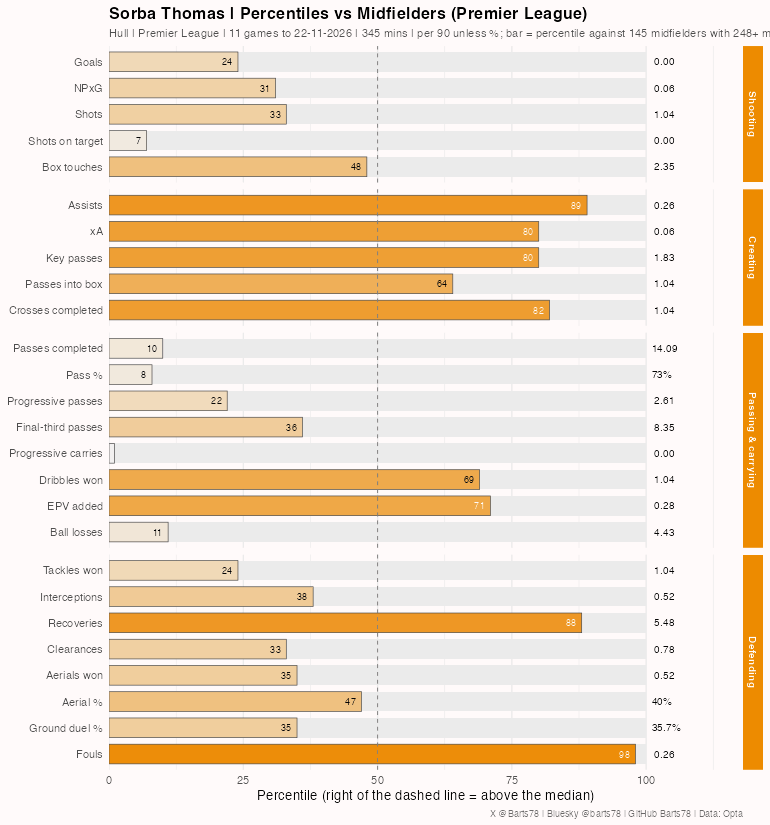 Sorba Thomas | Percentiles vs Midfielders (Premier League)
Hull | Premier League | 11 games to 22-11-2026 | 345 mins | per 90 unless %; bar = percentile against 145 midfielders with 248+ m
Shooting
Goals 24 0.00
NPxG 31 0.06
Shots 33 1.04
Shots on target 7 0.00
Box touches 48 2.35
Creating
Assists 89 0.26
xA 80 0.06
Key passes 80 1.83
Passes into box 64 1.04
Crosses completed 82 1.04
Passing & carrying
Passes completed 10 14.09
Pass % 8 73%
Progressive passes 22 2.61
Final-third passes 36 8.35
Progressive carries 0.00
Dribbles won 69 1.04
EPV added 71 0.28
Ball losses 11 4.43
Defending
Tackles won 24 1.04
Interceptions 38 0.52
Recoveries 88 5.48
Clearances 33 0.78
Aerials won 35 0.52
Aerial % 47 40%
Ground duel % 35 35.7%
Fouls 98 0.26
0 25 50 75 100
Percentile (right of the dashed line = above the median)
X @Barts78 | Bluesky @barts78 | GitHub Barts78 | Data: Opta